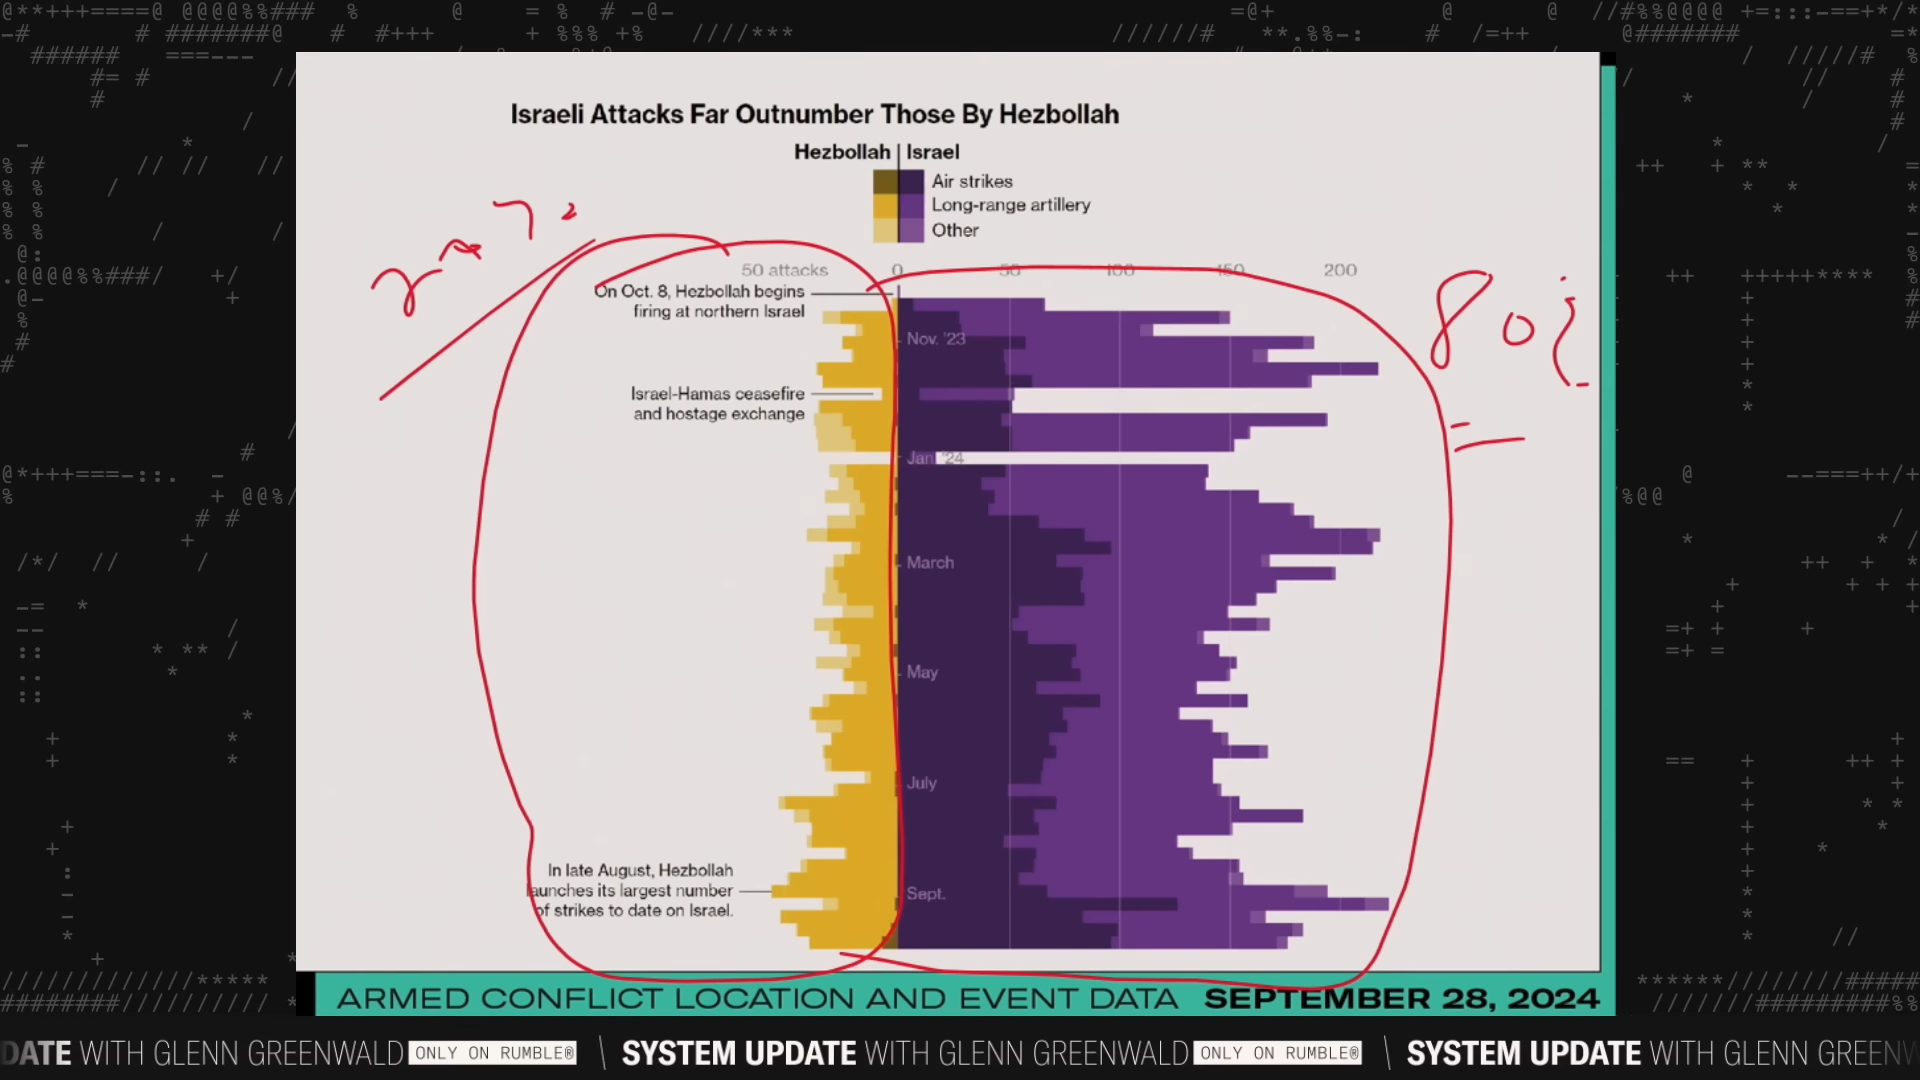 Israeli Attacks Far Outnumber Those By Hezbollah
Hezbollah | Israel
Air strikes
Long-range artillery
Other
50 attacks 0 50 100 150 200
On Oct. 8, Hezbollah begins
firing at northern Israel
Nov. '23
Israel-Hamas ceasefire
and hostage exchange
Jan '24
March
May
July
In late August, Hezbollah
launches its largest number
of strikes to date on Israel.
Sept.
80
ARMED CONFLICT LOCATION AND EVENT DATA SEPTEMBER 28, 2024
DATE WITH GLENN GREENWALD ONLY ON RUMBLE® \ SYSTEM UPDATE WITH GLENN GREENWALD ONLY ON RUMBLE® \ SYSTEM UPDATE WITH GLENN GREENW